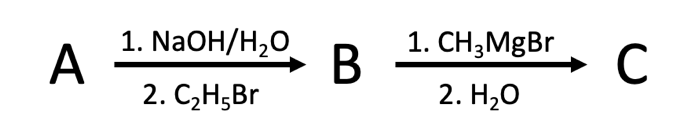 A 1. NaOH/H₂O B 1. CH₃MgBr C
2. C₂H₅Br 2. H₂O